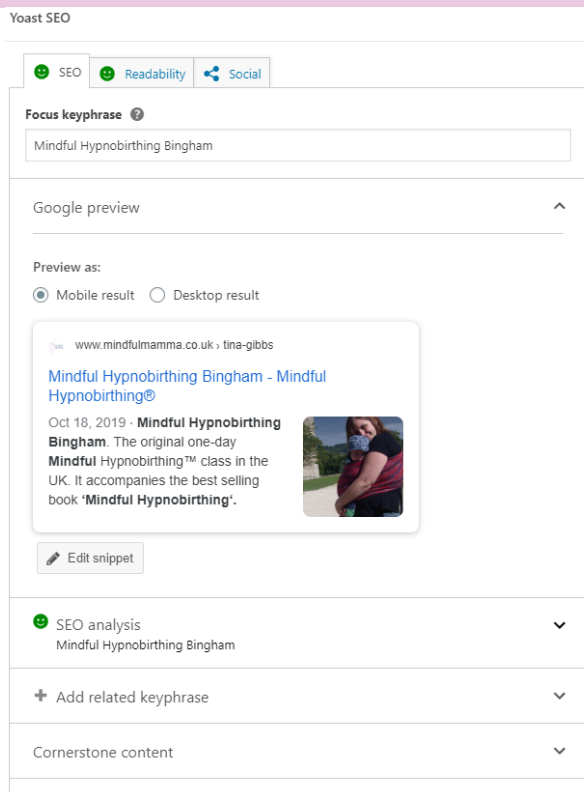 Yoast SEO
SEO
Readability
Social
Focus keyphrase
Mindful Hypnobirthing Bingham
Google preview
Preview as:
Mobile result
Desktop result
www.mindfulmamma.co.uk › tina-gibbs
Mindful Hypnobirthing Bingham - Mindful
Hypnobirthing®
Oct 18, 2019 · Mindful Hypnobirthing
Bingham. The original one-day
Mindful Hypnobirthing™ class in the
UK. It accompanies the best selling
book ‘Mindful Hypnobirthing‘.
Edit snippet
SEO analysis
Mindful Hypnobirthing Bingham
Add related keyphrase
Cornerstone content